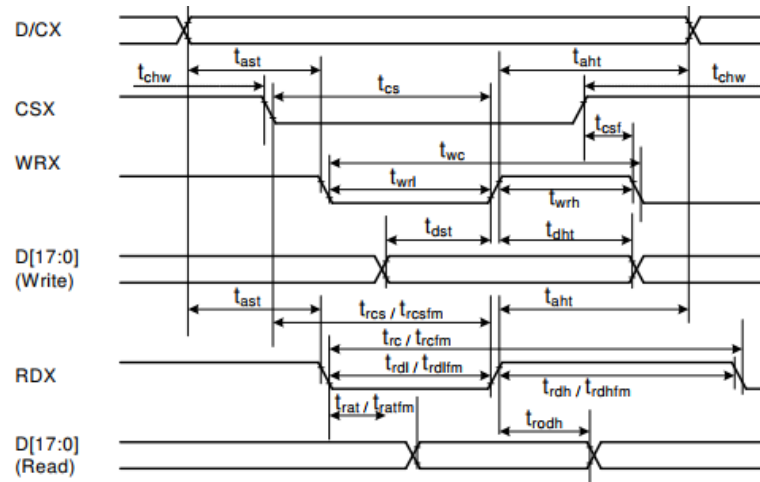 D/CX
tast
taht
tchw
tcs
tchw
CSX
tcsf
twc
WRX
twrl
twrh
tdst
tdht
D[17:0]
(Write)
tast
taht
trcs / trcsfm
trc / trcfm
trdl / trdlfm
RDX
trdh / trdhfm
trat / tratfm
trodh
D[17:0]
(Read)